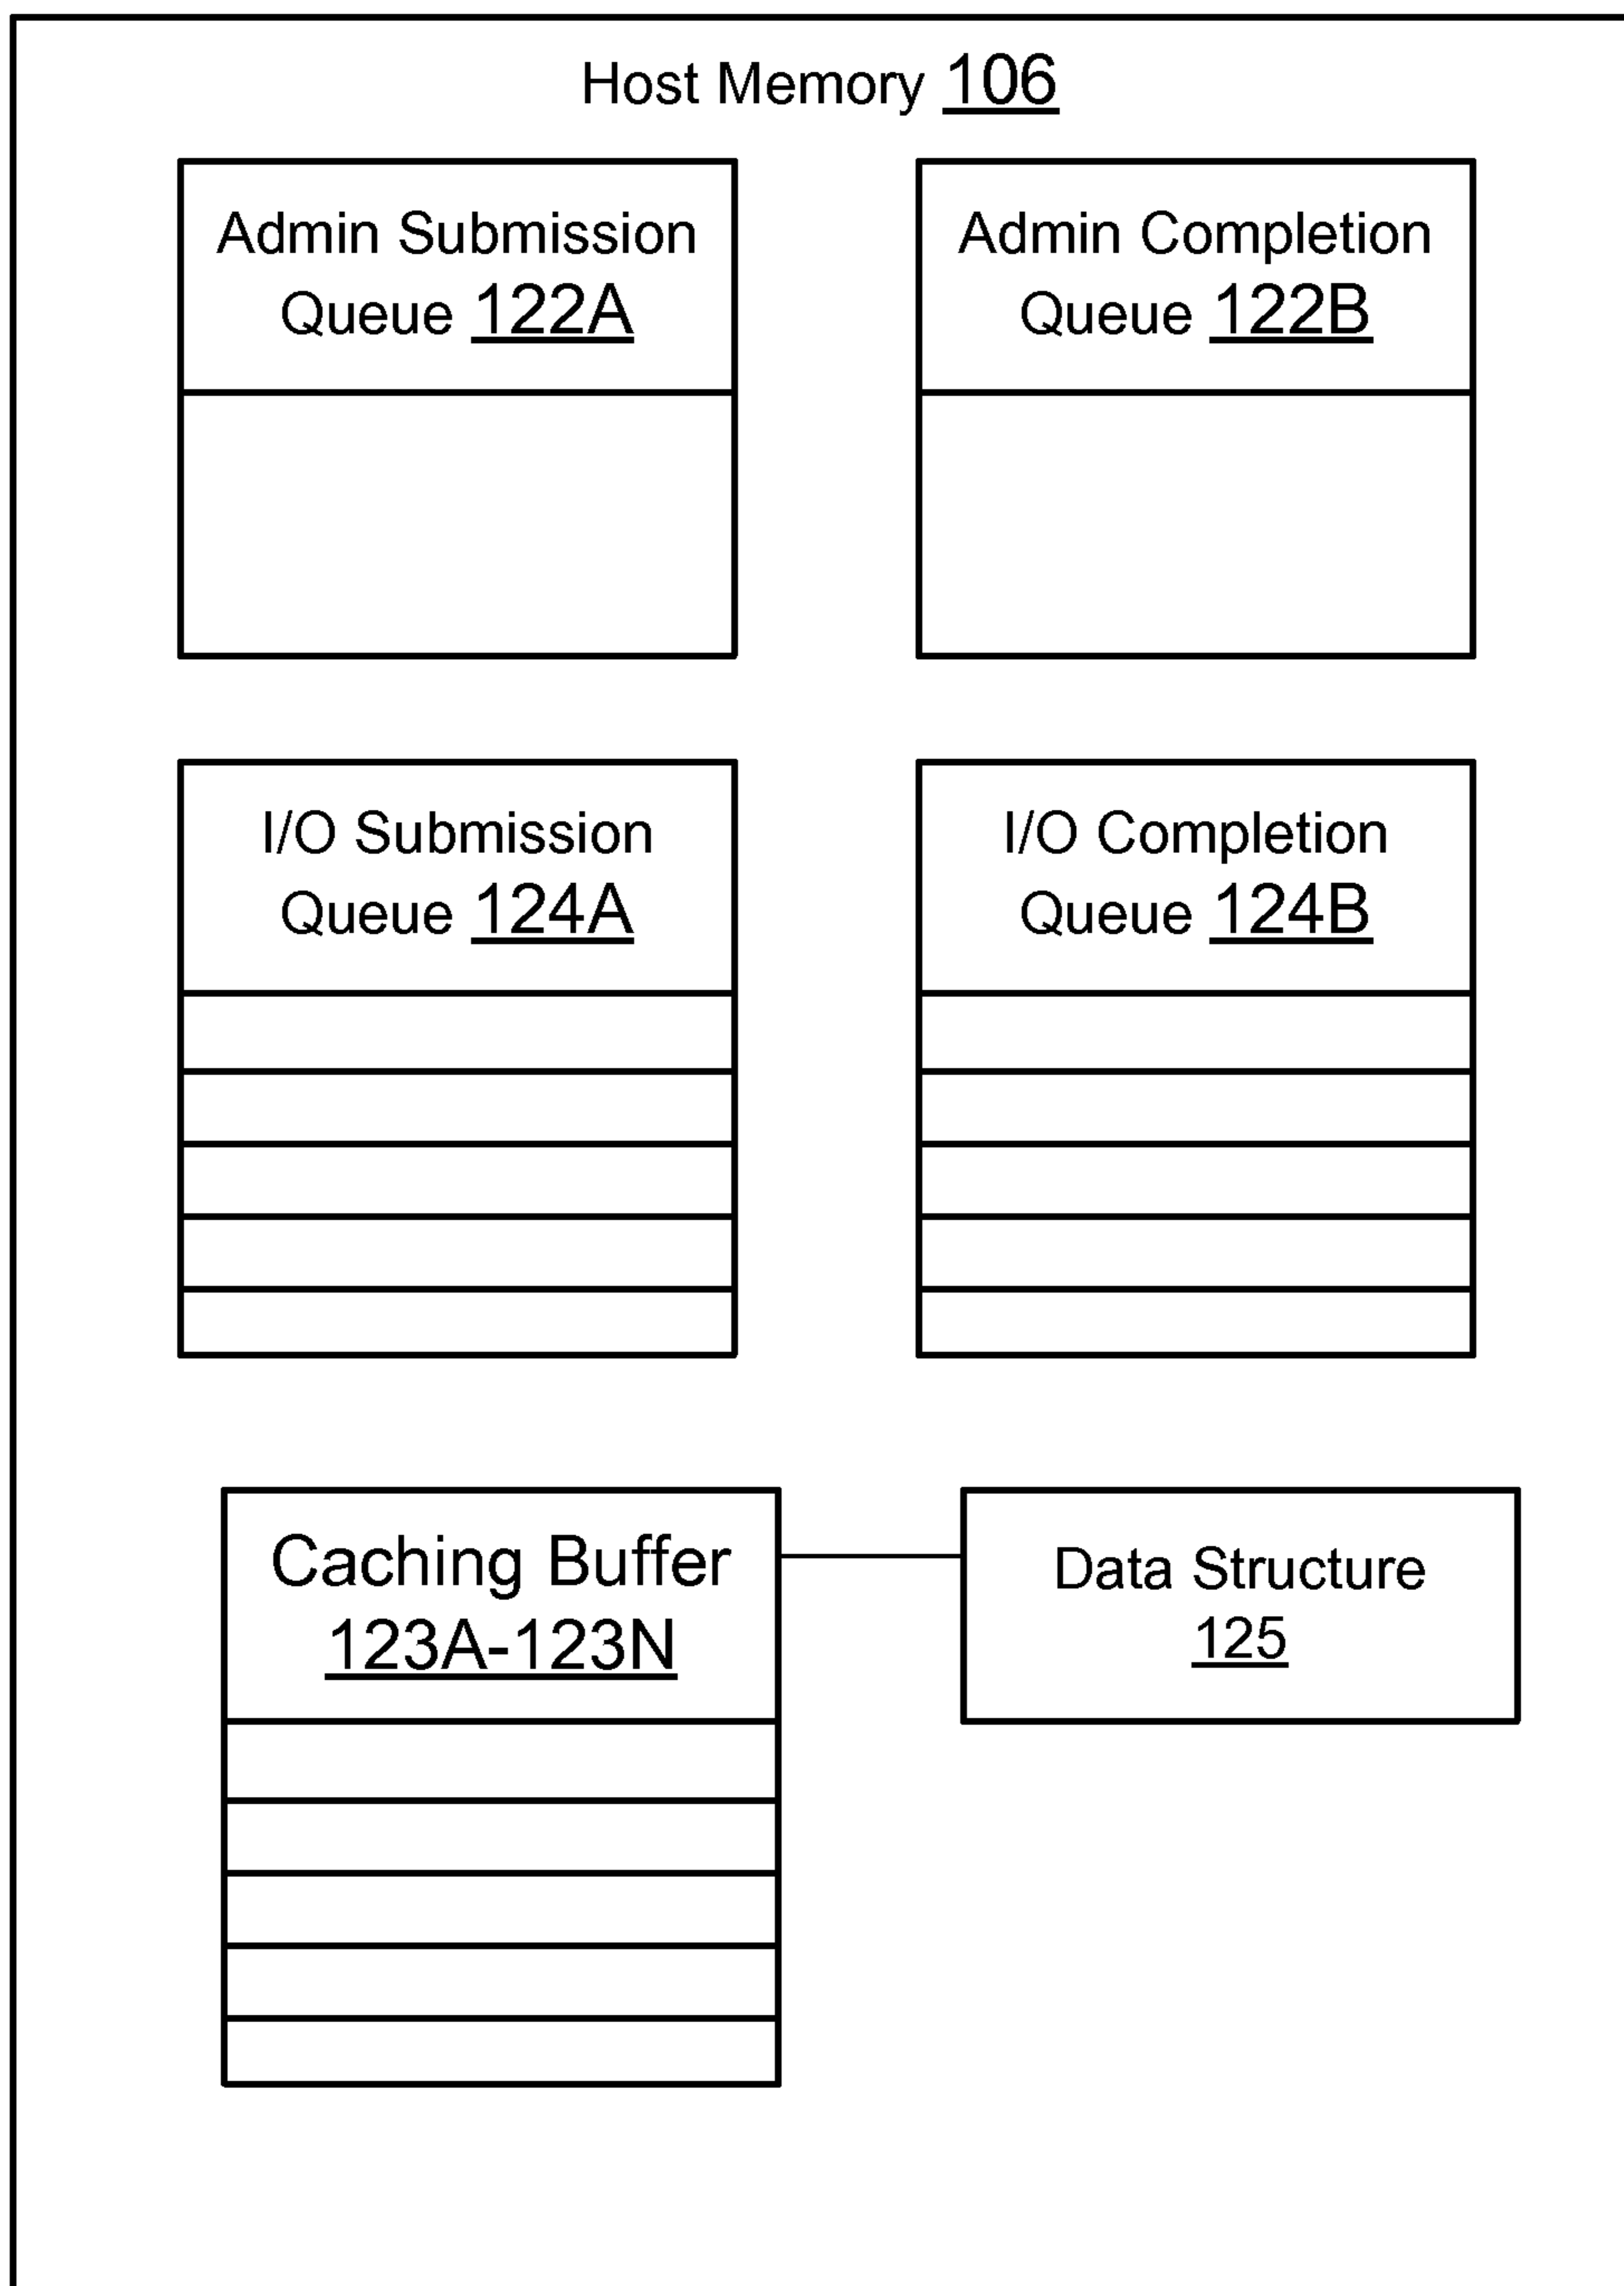 Host Memory 106
Admin Submission
Queue 122A
Admin Completion
Queue 122B
I/O Submission
Queue 124A
I/O Completion
Queue 124B
Caching Buffer
123A-123N
Data Structure
125